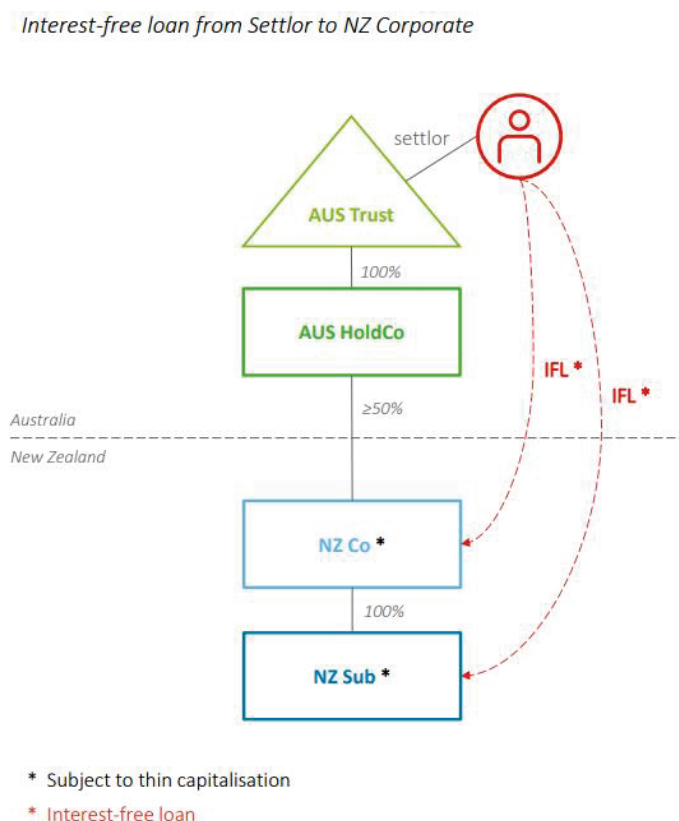 Interest-free loan from Settlor to NZ Corporate
settlor
AUS Trust
100%
AUS HoldCo
IFL *
IFL *
≥50%
Australia
New Zealand
NZ Co *
100%
NZ Sub *
* Subject to thin capitalisation
* Interest-free loan